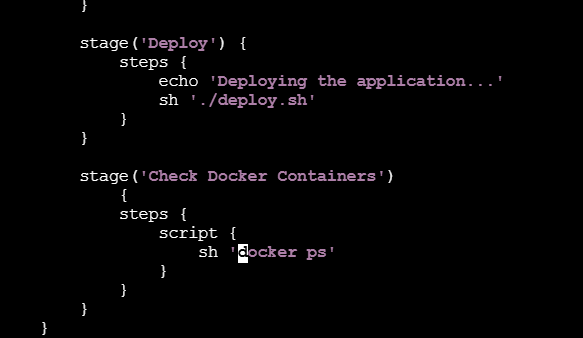 }

        stage('Deploy') {
            steps {
                echo 'Deploying the application...'
                sh './deploy.sh'
            }
        }

        stage('Check Docker Containers')
            {
            steps {
                script {
                    sh 'docker ps'
                }
            }
        }
    }